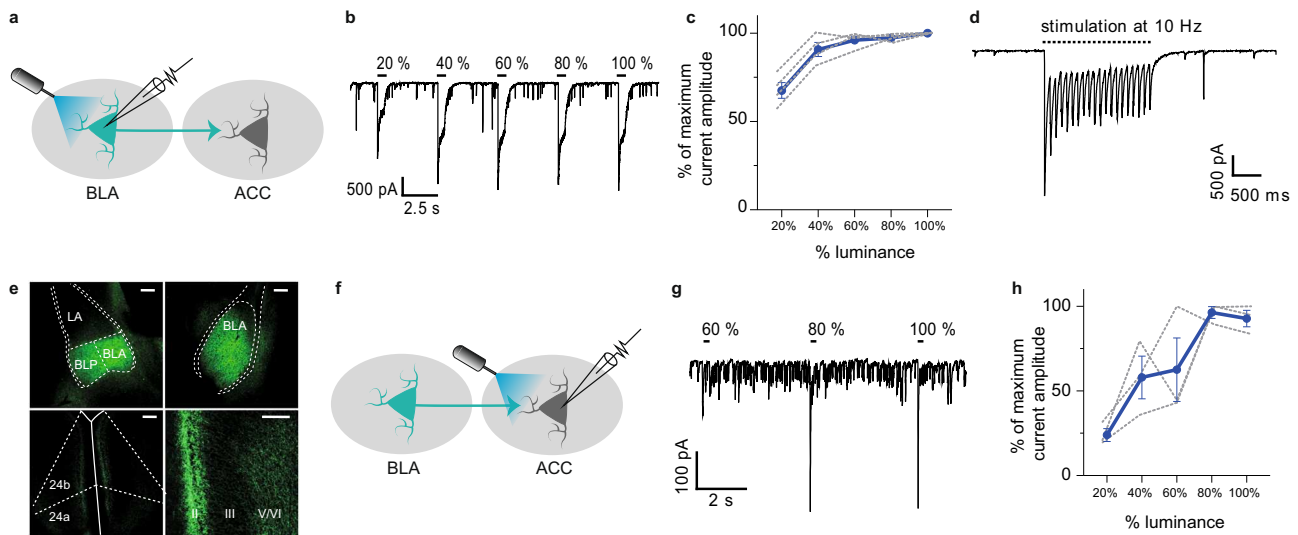 a
BLA
ACC
b
20 % 40 % 60 % 80 % 100 %
500 pA
2.5 s
c
% of maximum
current amplitude
100
50
0
20% 40% 60% 80% 100%
% luminance
d
stimulation at 10 Hz
500 pA
500 ms
e
LA
BLP
BLA
BLA
24b
24a
II III V/VI
f
BLA
ACC
g
60 % 80 % 100 %
100 pA
2 s
h
% of maximum
current amplitude
100
50
0
20% 40% 60% 80% 100%
% luminance